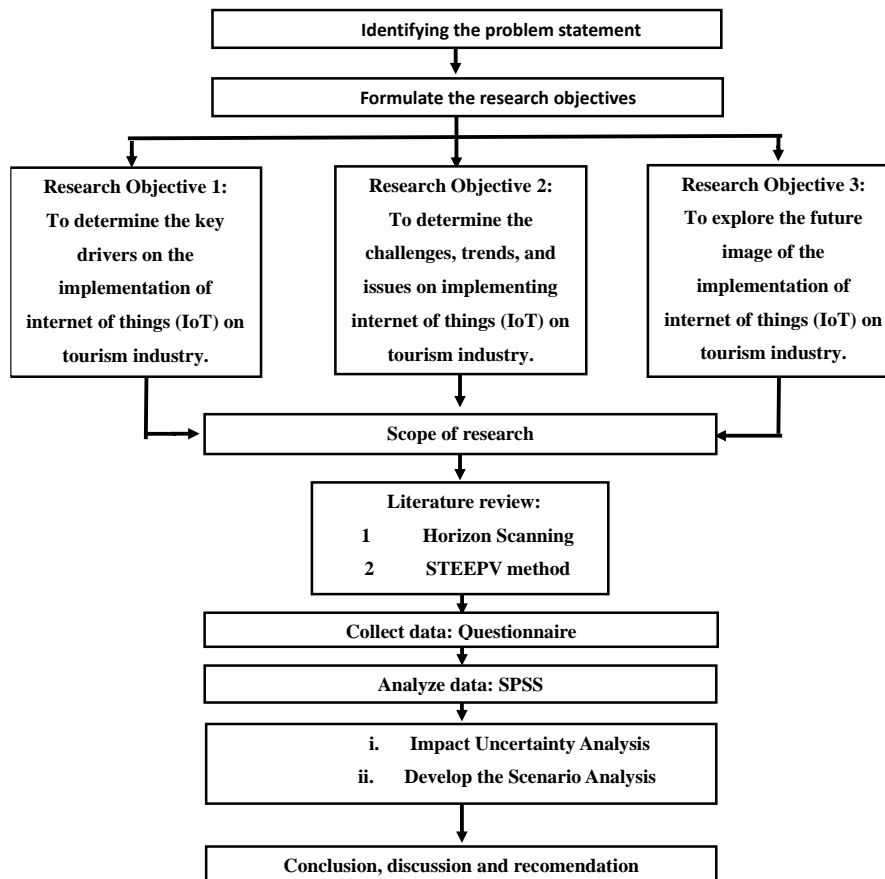 Identifying the problem statement
Formulate the research objectives
Research Objective 1:
To determine the key
drivers on the
implementation of
internet of things (IoT) on
tourism industry.
Research Objective 2:
To determine the
challenges, trends, and
issues on implementing
internet of things (IoT) on
tourism industry.
Research Objective 3:
To explore the future
image of the
implementation of
internet of things (IoT) on
tourism industry.
Scope of research
Literature review:
1 Horizon Scanning
2 STEEPV method
Collect data: Questionnaire
Analyze data: SPSS
i. Impact Uncertainty Analysis
ii. Develop the Scenario Analysis
Conclusion, discussion and recomendation